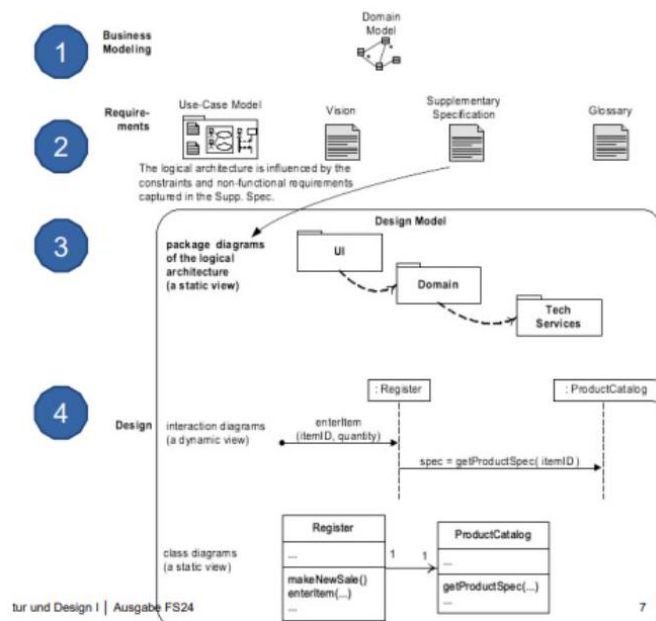 1
Business
Modeling
Domain
Model
2
Require-
ments
Use-Case Model
Vision
Supplementary
Specification
Glossary
The logical architecture is influenced by the
constraints and non-functional requirements
captured in the Supp. Spec.
3
Design Model
package diagrams
of the logical
architecture
(a static view)
UI
Domain
Tech
Services
4
Design
interaction diagrams
(a dynamic view)
: Register
: ProductCatalog
enterItem
(itemID, quantity)
spec = getProductSpec( itemID )
class diagrams
(a static view)
Register
...
makeNewSale()
enterItem(...)
...
1
1
ProductCatalog
...
getProductSpec(...)
...
tur und Design I | Ausgabe FS24
7